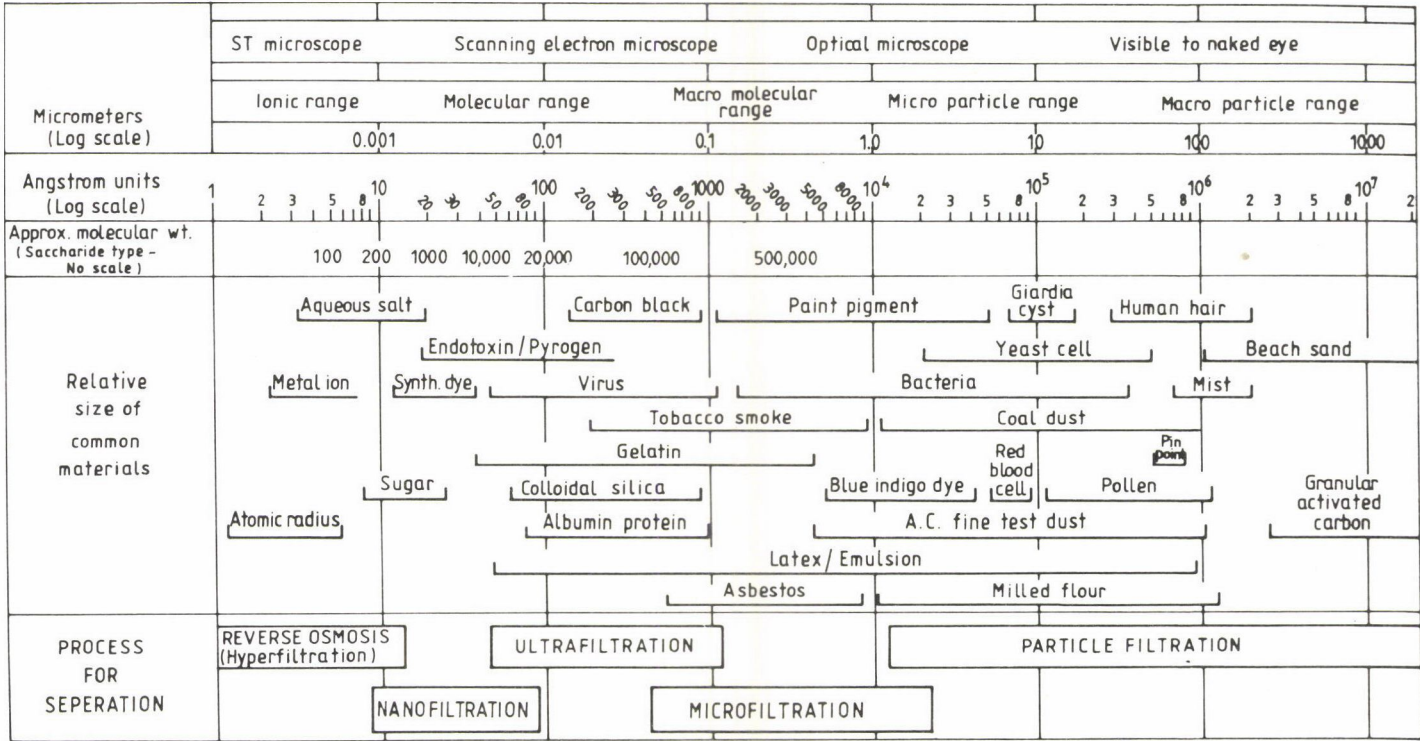 ST microscope Scanning electron microscope Optical microscope Visible to naked eye
Ionic range Molecular range Macro molecular range Micro particle range Macro particle range
Micrometers
(Log scale)
0.001 0.01 0.1 1.0 10 100 1000
Angstrom units
(Log scale)
1 2 3 5 8 10 20 30 50 80 100 200 300 500 800 1000 2000 3000 5000 8000 10⁴ 2 3 5 8 10⁵ 2 3 5 8 10⁶ 2 3 5 8 10⁷ 2
Approx. molecular wt.
(Saccharide type -
No scale)
100 200 1000 10,000 20,000 100,000 500,000
Relative
size of
common
materials
Aqueous salt Carbon black Paint pigment Giardia cyst Human hair
Endotoxin / Pyrogen Yeast cell Beach sand
Metal ion Synth. dye Virus Bacteria Mist
Tobacco smoke Coal dust
Gelatin Pin point
Sugar Colloidal silica Blue indigo dye Red blood cell Pollen Granular activated carbon
Atomic radius Albumin protein A.C. fine test dust
Latex / Emulsion
Asbestos Milled flour
PROCESS
FOR
SEPERATION
REVERSE OSMOSIS
(Hyperfiltration)
ULTRAFILTRATION PARTICLE FILTRATION
NANOFILTRATION MICROFILTRATION